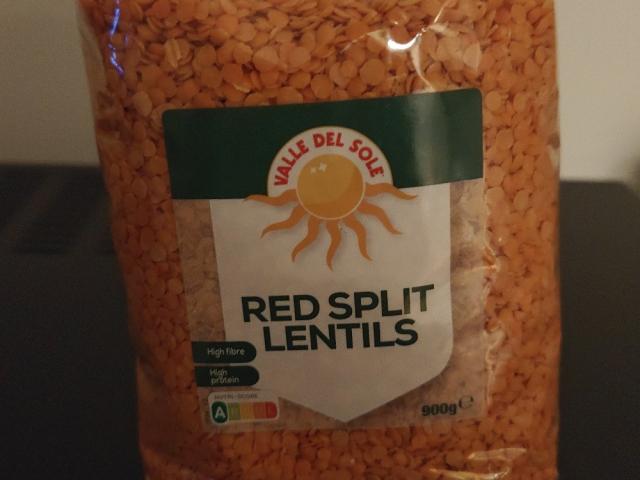 VALLE DEL SOLE
RED SPLIT
LENTILS
High fibre
High
protein
NUTRI-SCORE
A
900g e